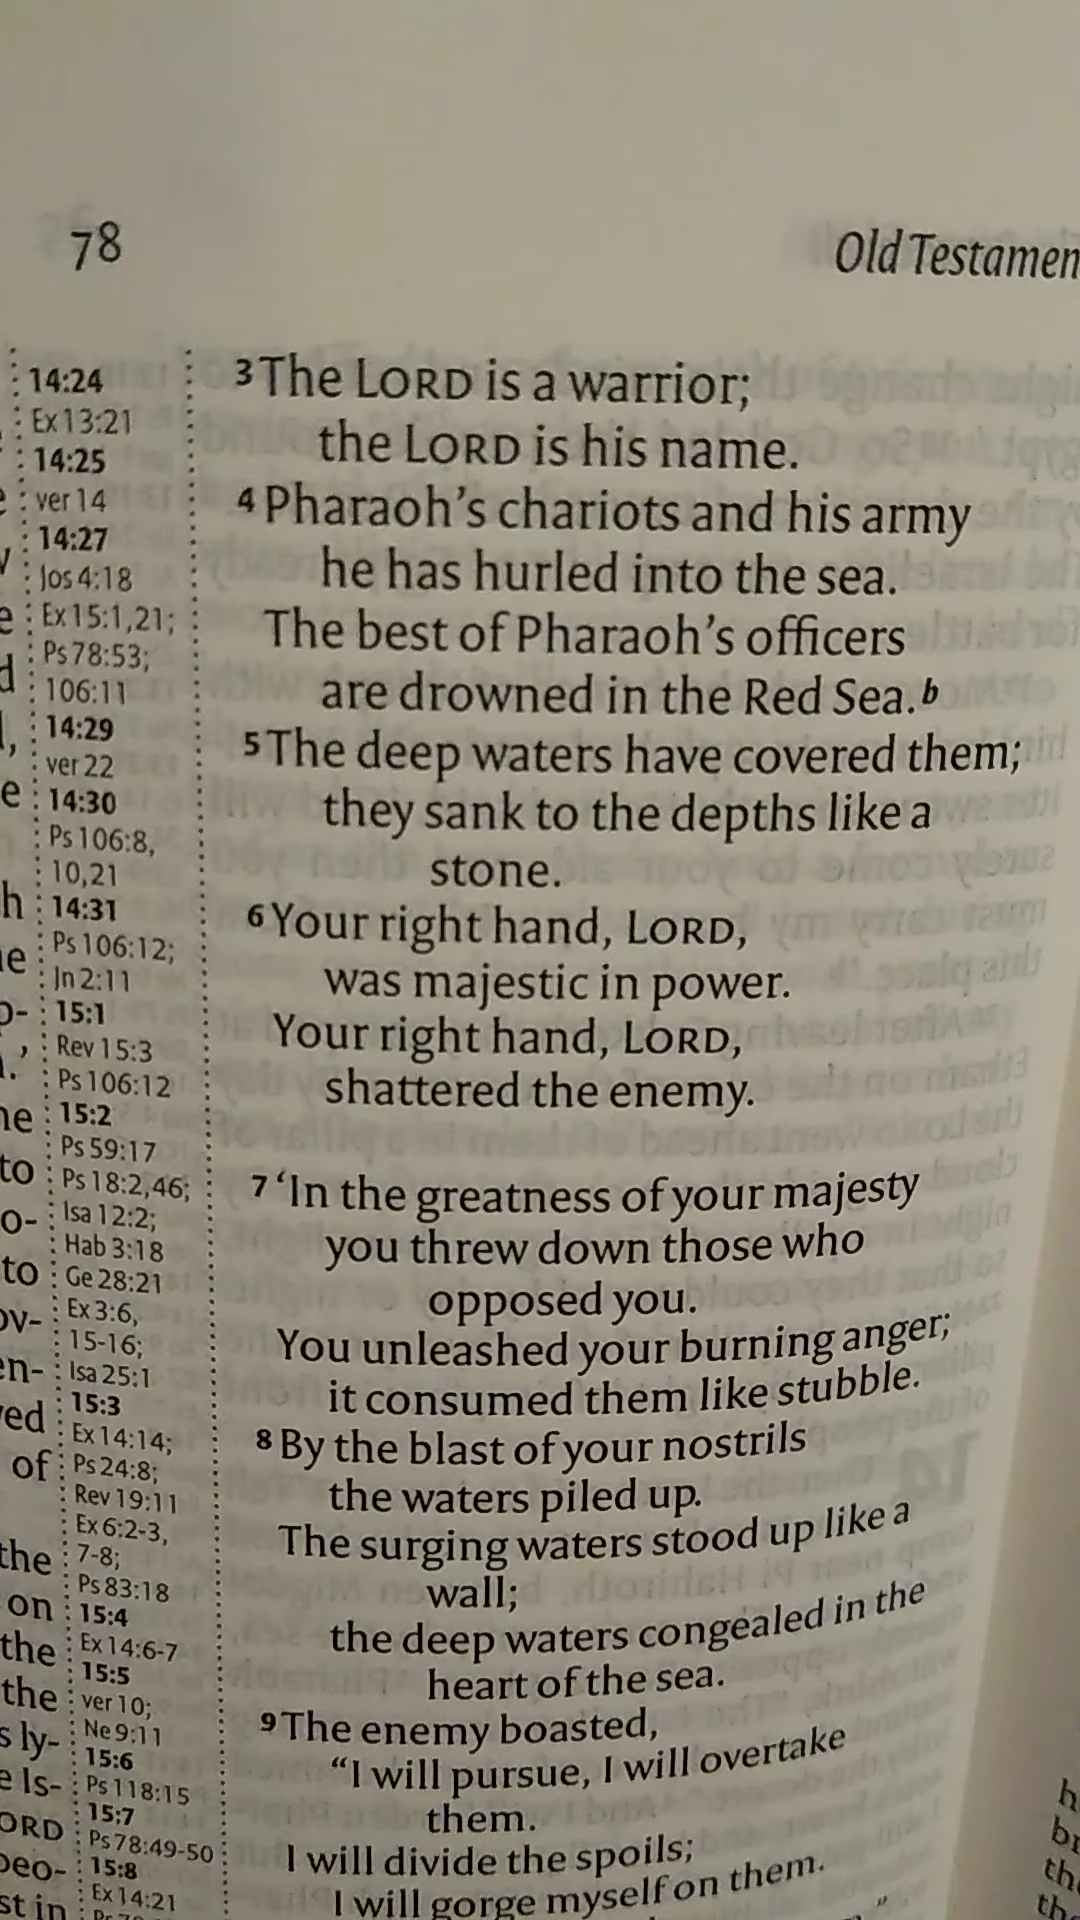 78
Old Testamen
14:24
Ex 13:21
14:25
ver 14
14:27
Jos 4:18
Ex 15:1,21;
Ps 78:53;
106:11
14:29
ver 22
14:30
Ps 106:8,
10,21
14:31
Ps 106:12;
Jn 2:11
15:1
Rev 15:3
Ps 106:12
15:2
Ps 59:17
Ps 18:2,46;
Isa 12:2;
Hab 3:18
Ge 28:21
Ex 3:6,
15-16;
Isa 25:1
15:3
Ex 14:14;
Ps 24:8;
Rev 19:11
Ex 6:2-3,
7-8;
Ps 83:18
15:4
Ex 14:6-7
15:5
ver 10;
Ne 9:11
15:6
Ps 118:15
15:7
Ps 78:49-50
15:8
Ex 14:21
3 The LORD is a warrior;
the LORD is his name.
4 Pharaoh’s chariots and his army
he has hurled into the sea.
The best of Pharaoh’s officers
are drowned in the Red Sea.b
5 The deep waters have covered them;
they sank to the depths like a
stone.
6 Your right hand, LORD,
was majestic in power.
Your right hand, LORD,
shattered the enemy.
7 ‘In the greatness of your majesty
you threw down those who
opposed you.
You unleashed your burning anger;
it consumed them like stubble.
8 By the blast of your nostrils
the waters piled up.
The surging waters stood up like a
wall;
the deep waters congealed in the
heart of the sea.
9 The enemy boasted,
“I will pursue, I will overtake
them.
I will divide the spoils;
I will gorge myself on them.